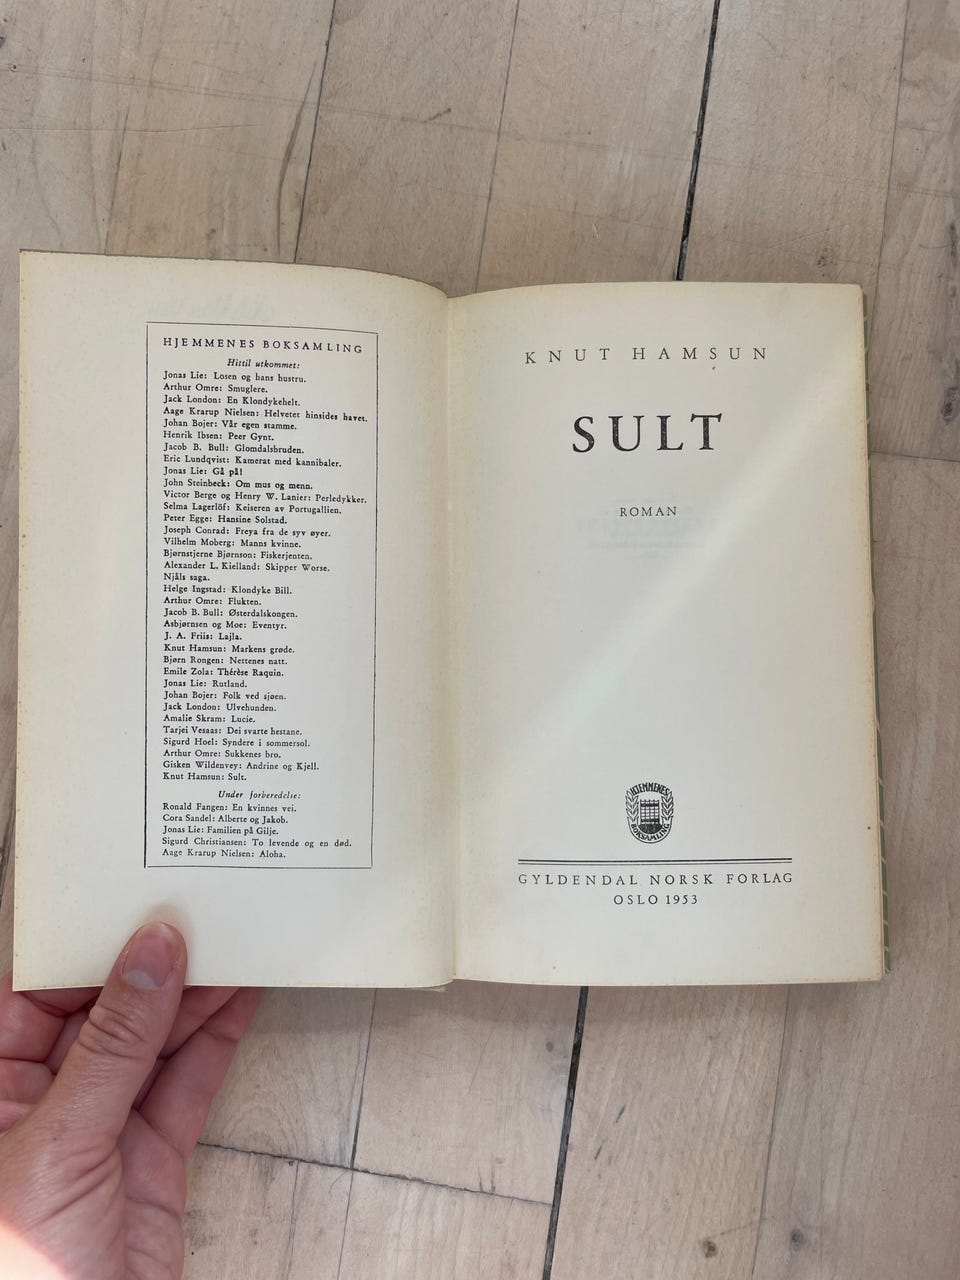 HJEMMENES BOKSAMLING
Hittil utkommet:
Jonas Lie: Losen og hans hustru.
Arthur Omre: Smuglere.
Jack London: En Klondykehelt.
Aage Krarup Nielsen: Helvetet hinsides havet.
Johan Bojer: Vår egen stamme.
Henrik Ibsen: Peer Gynt.
Jacob B. Bull: Glomdalsbruden.
Eric Lundqvist: Kamerat med kannibaler.
Jonas Lie: Gå på!
John Steinbeck: Om mus og menn.
Victor Berge og Henry W. Lanier: Perledykker.
Selma Lagerlöf: Keiseren av Portugallien.
Peter Egge: Hansine Solstad.
Joseph Conrad: Freya fra de syv øyer.
Vilhelm Moberg: Manns kvinne.
Bjørnstjerne Bjørnson: Fiskerjenten.
Alexander L. Kielland: Skipper Worse.
Njåls saga.
Helge Ingstad: Klondyke Bill.
Arthur Omre: Flukten.
Jacob B. Bull: Østerdalskongen.
Asbjørnsen og Moe: Eventyr.
J. A. Friis: Lajla.
Knut Hamsun: Markens grøde.
Bjørn Rongen: Nettenes natt.
Emile Zola: Thérèse Raquin.
Jonas Lie: Rutland.
Johan Bojer: Folk ved sjøen.
Jack London: Ulvehunden.
Amalie Skram: Lucie.
Tarjei Vesaas: Dei svarte hestane.
Sigurd Hoel: Syndere i sommersol.
Arthur Omre: Sukkenes bro.
Gisken Wildenvey: Andrine og Kjell.
Knut Hamsun: Sult.
Under forberedelse:
Ronald Fangen: En kvinnes vei.
Cora Sandel: Alberte og Jakob.
Jonas Lie: Familien på Gilje.
Sigurd Christiansen: To levende og en død.
Aage Krarup Nielsen: Aloha.
KNUT HAMSUN
SULT
ROMAN
HJEMMENES
BOKSAMLING
GYLDENDAL NORSK FORLAG
OSLO 1953